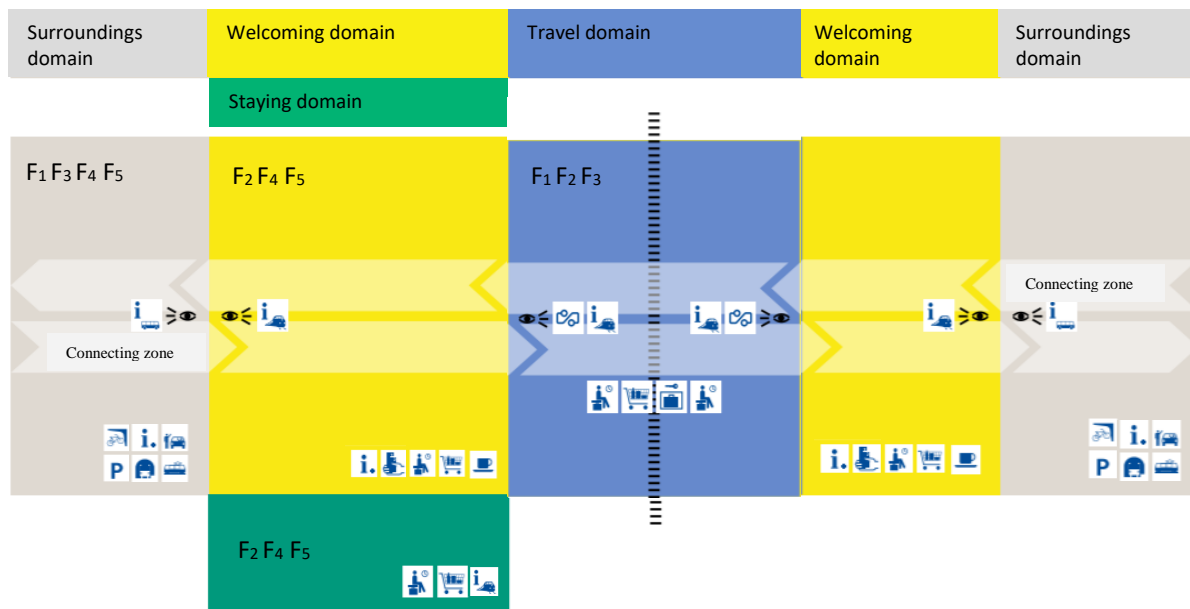 Surroundings
domain
Welcoming domain
Travel domain
Welcoming
domain
Surroundings
domain
Staying domain
F1 F3 F4 F5
F2 F4 F5
F1 F2 F3
Connecting zone
i
i
i
i
i
i
Connecting zone
i.
P
i.
i.
i.
P
F2 F4 F5
i